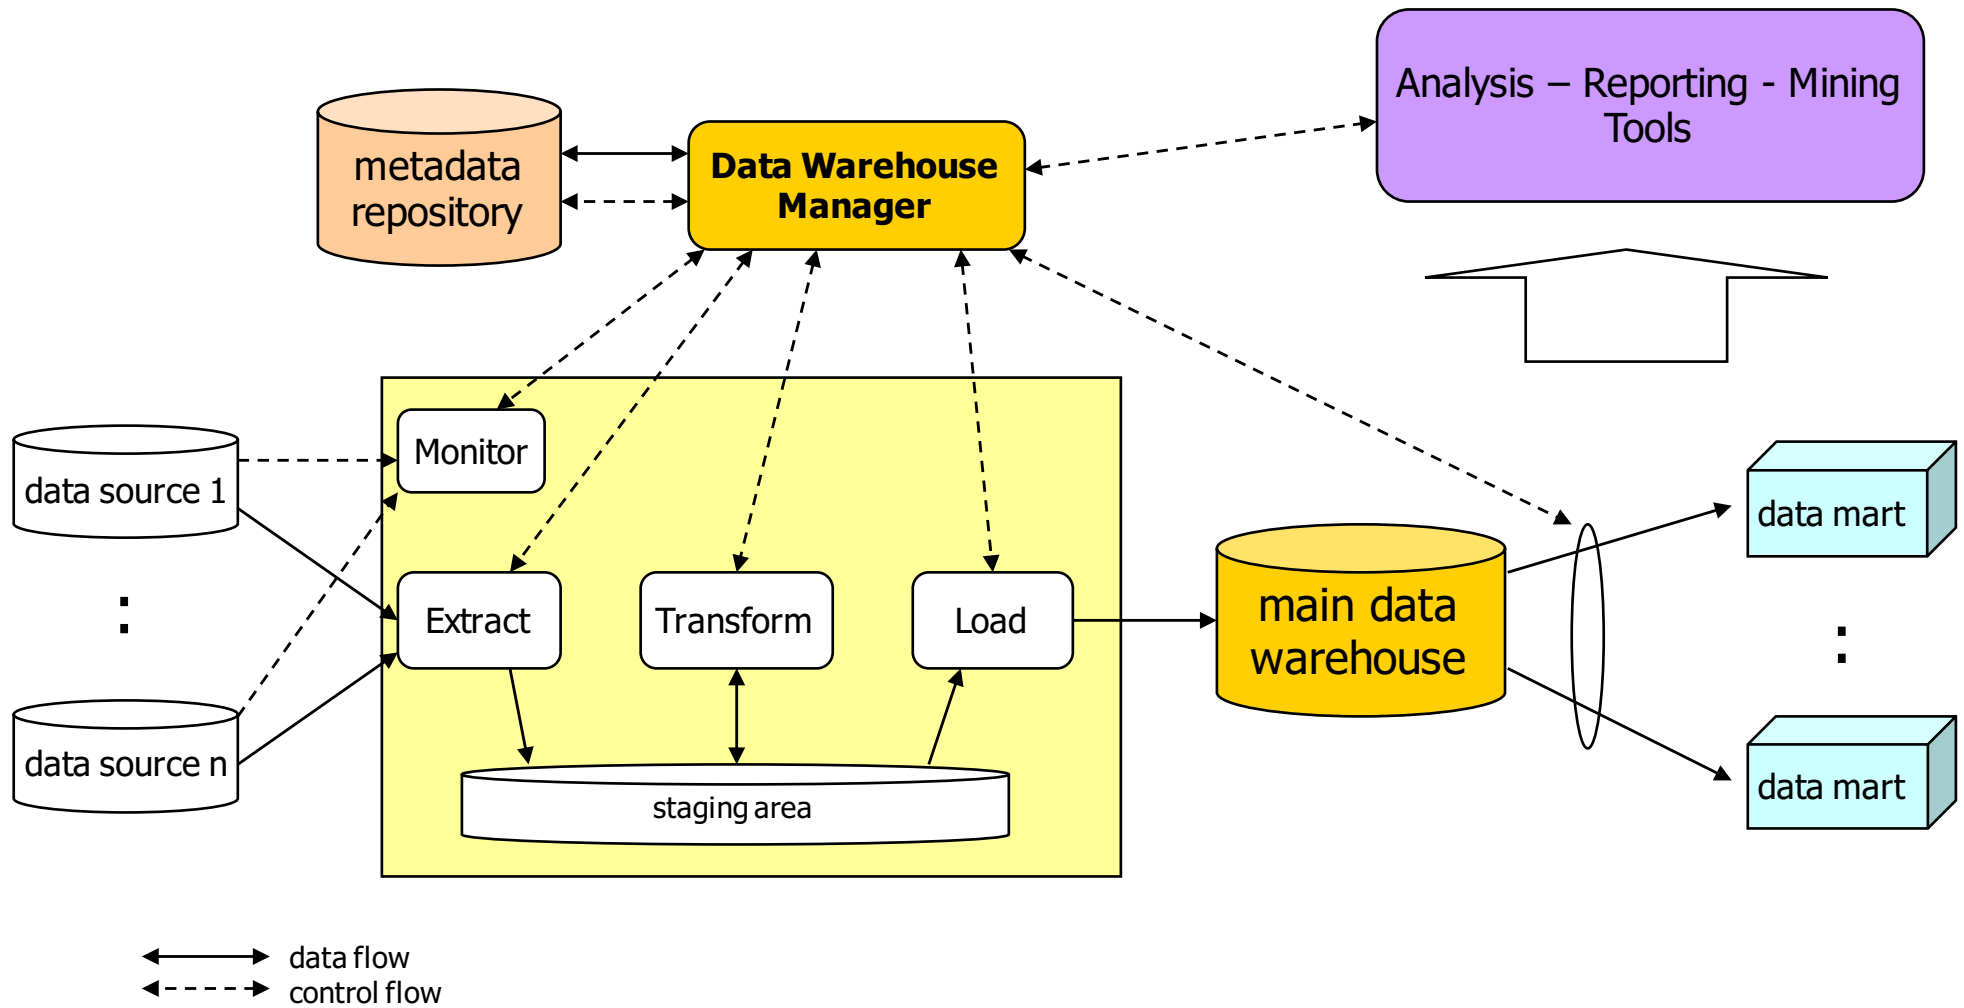 Analysis – Reporting - Mining
Tools
metadata
repository
Data Warehouse
Manager
Monitor
data source 1
data mart
:
Extract
Transform
Load
main data
warehouse
:
data source n
staging area
data mart
data flow
control flow